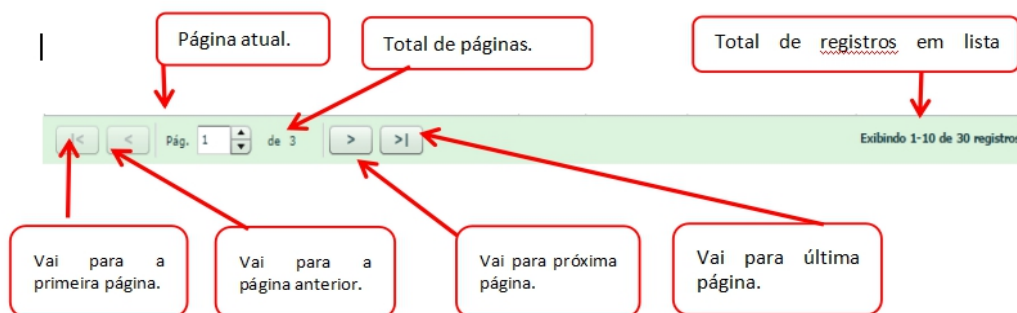 Página atual.
Total de páginas.
Total de registros em lista
|< < Pág. 1 de 3 > >| Exibindo 1-10 de 30 registros
Vai para a
primeira página.
Vai para a
página anterior.
Vai para próxima
página.
Vai para última
página.